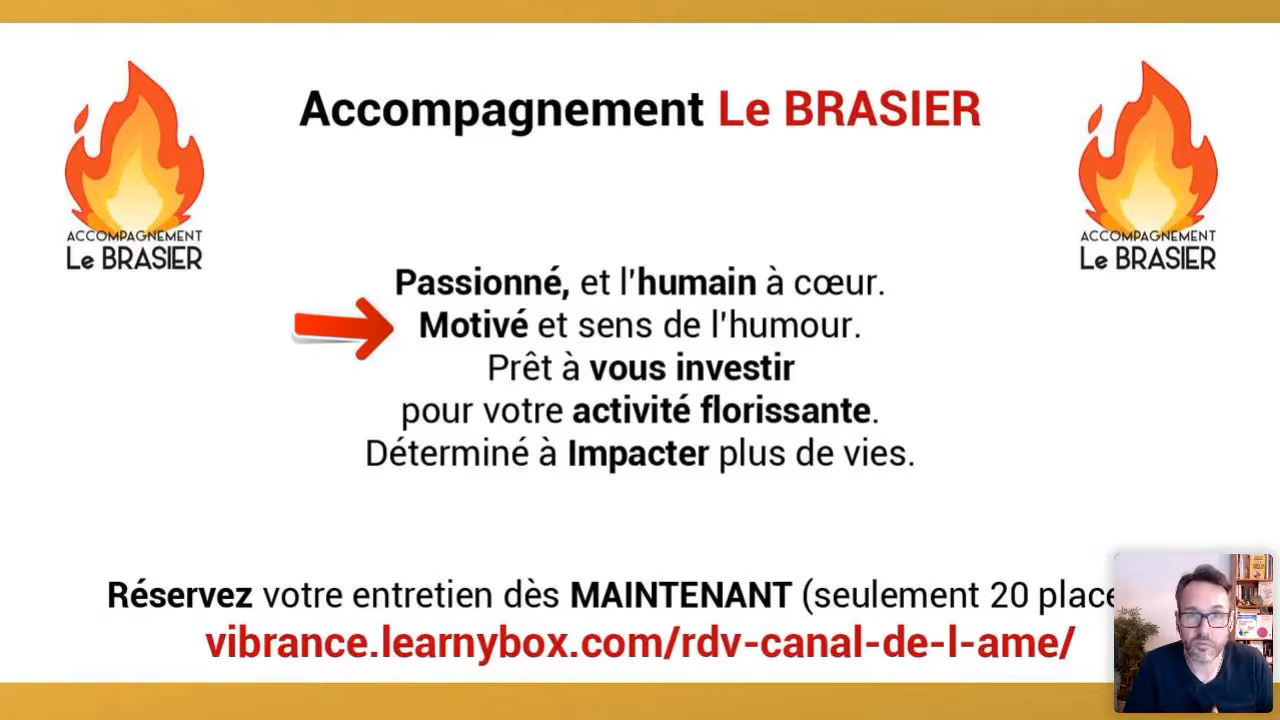 Accompagnement Le BRASIER
ACCOMPAGNEMENT
Le BRASIER
ACCOMPAGNEMENT
Le BRASIER
Passionné, et l'humain à cœur.
Motivé et sens de l'humour.
Prêt à vous investir
pour votre activité florissante.
Déterminé à Impacter plus de vies.
Réservez votre entretien dès MAINTENANT (seulement 20 place
vibrance.learnybox.com/rdv-canal-de-l-ame/